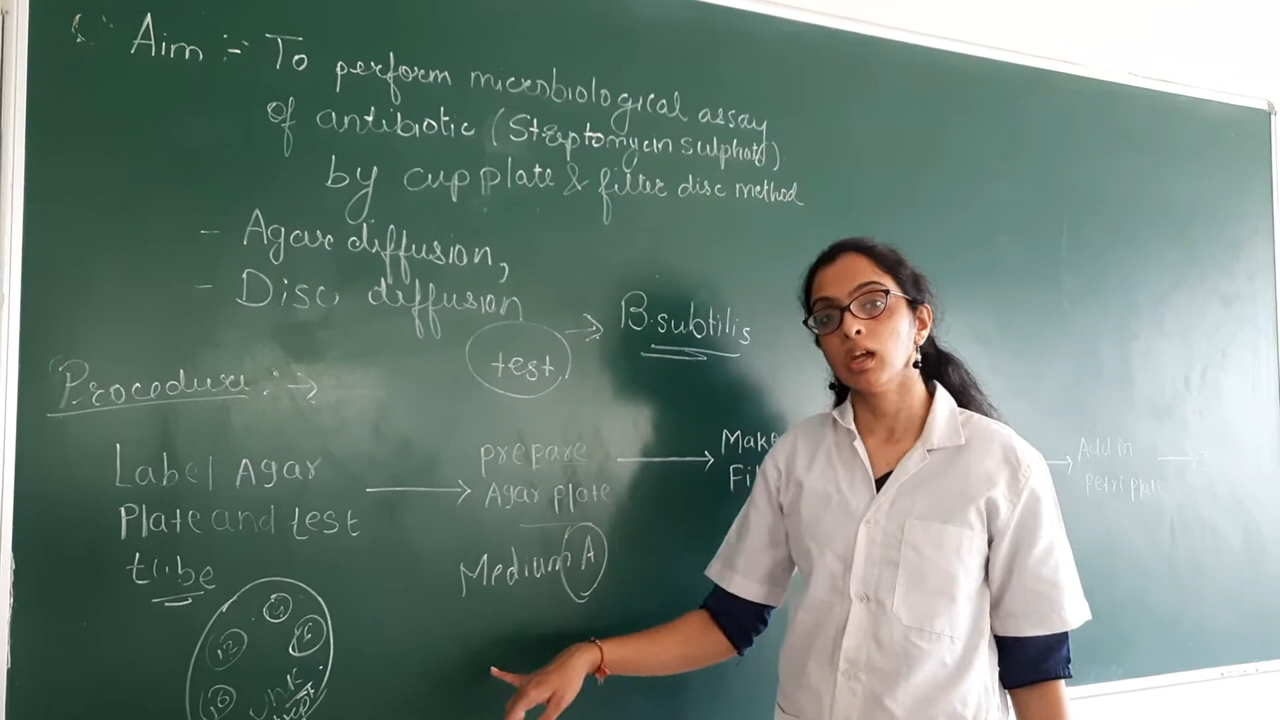 Aim :- To perform microbiological assay
of antibiotic (Streptomycin sulphate)
by cup plate & filter disc method
- Agar diffusion,
- Disc diffusion
test → B. subtilis
Procedure :- →
Label Agar
Plate and test
tube
→ prepare
Agar plate
Medium A
→ Make
→ Add in
petri plate →
12